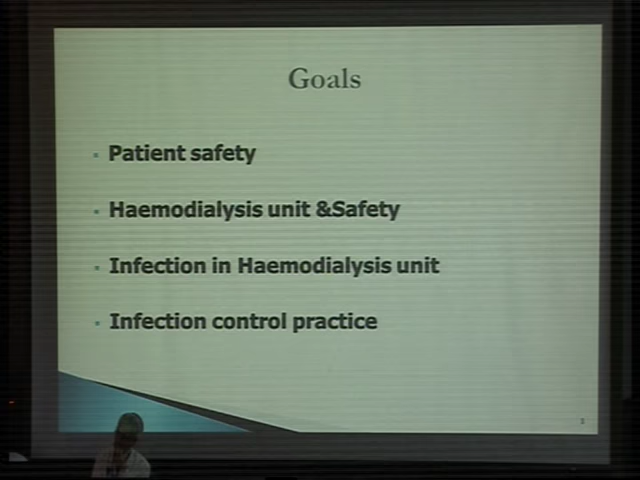 Goals
Patient safety
Haemodialysis unit &Safety
Infection in Haemodialysis unit
Infection control practice